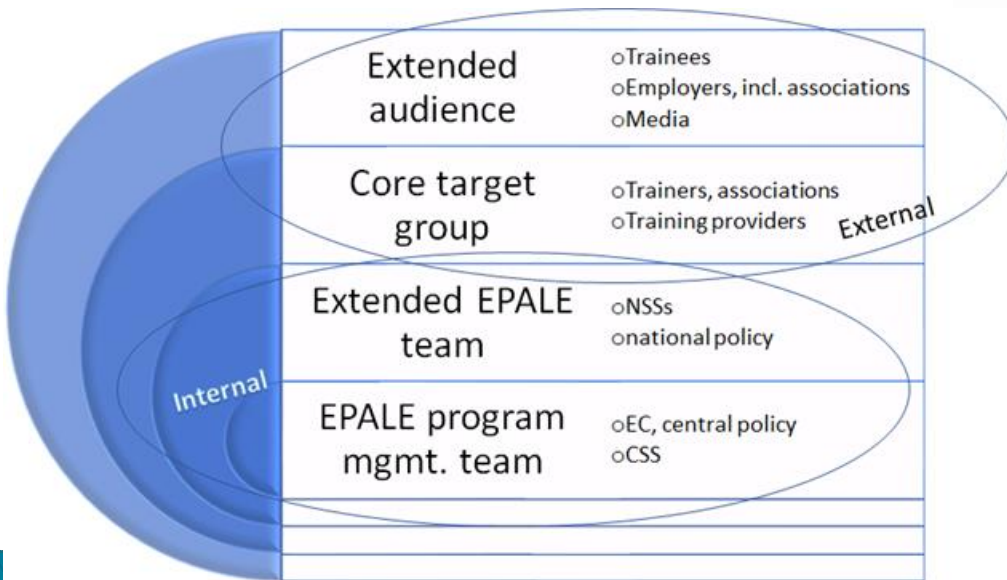 Extended
audience
oTrainees
oEmployers, incl. associations
oMedia
Core target
group
oTrainers, associations
oTraining providers
External
Extended EPALE
team
oNSSs
onational policy
Internal
EPALE program
mgmt. team
oEC, central policy
oCSS